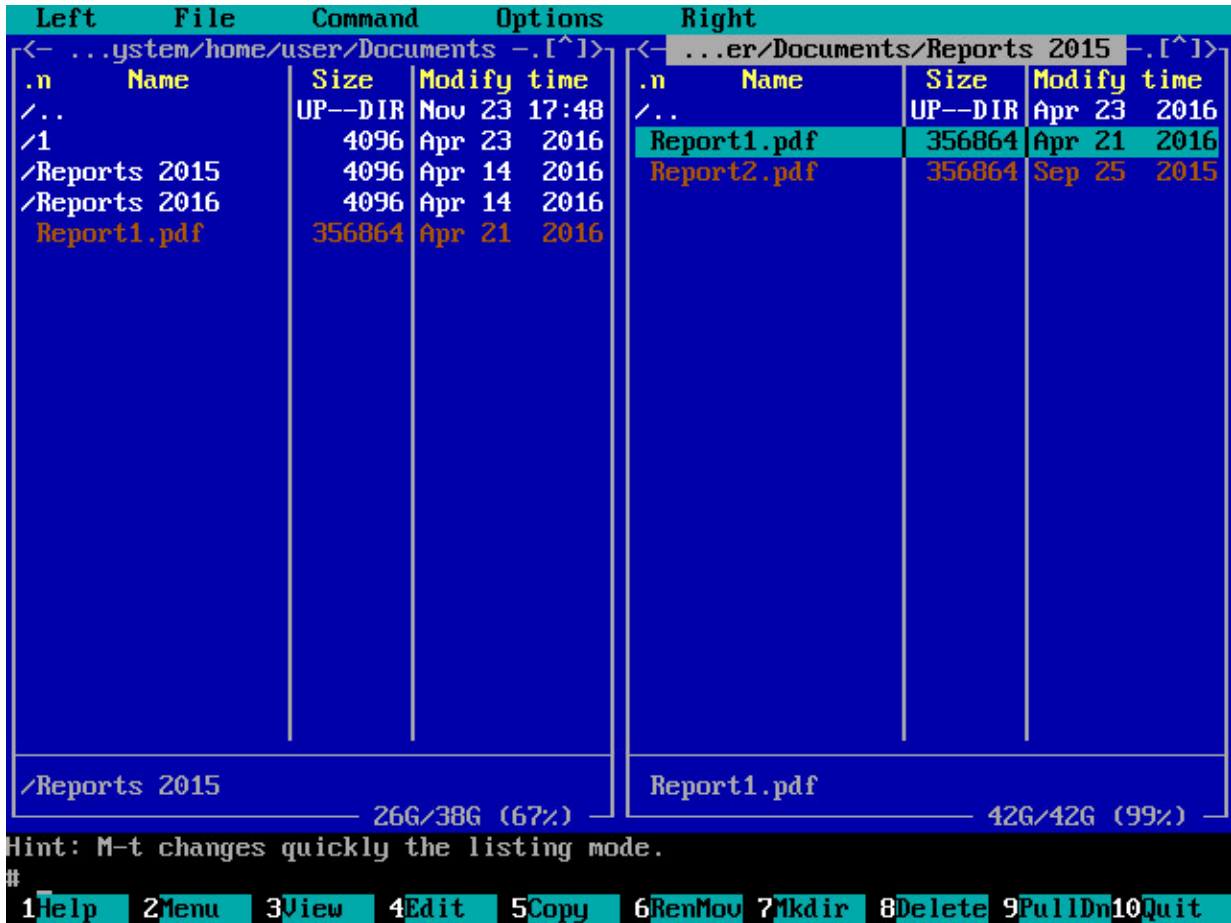 Left File Command Options Right
<- ...ystem/home/user/Documents -.[^]> <- ...er/Documents/Reports 2015 -.[^]>
.n Name Size Modify time .n Name Size Modify time
/.. UP--DIR Nov 23 17:48 /.. UP--DIR Apr 23 2016
/1 4096 Apr 23 2016 Report1.pdf 356864 Apr 21 2016
/Reports 2015 4096 Apr 14 2016 Report2.pdf 356864 Sep 25 2015
/Reports 2016 4096 Apr 14 2016
Report1.pdf 356864 Apr 21 2016
/Reports 2015 Report1.pdf
26G/38G (67%) 42G/42G (99%)
Hint: M-t changes quickly the listing mode.
# _
1Help 2Menu 3View 4Edit 5Copy 6RenMov 7Mkdir 8Delete 9PullDn 10Quit